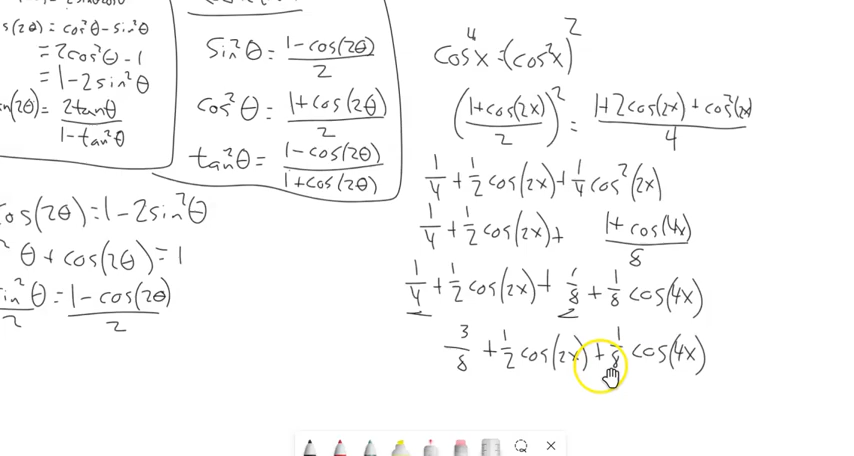 cos(2θ) = cos²θ - sin²θ
= 2cos²θ - 1
= 1 - 2sin²θ
(2θ) = 2tanθ / 1 - tan²θ
sin²θ = 1 - cos(2θ) / 2
cos²θ = 1 + cos(2θ) / 2
tan²θ = 1 - cos(2θ) / 1 + cos(2θ)
cos(2θ) = 1 - 2sin²θ
² θ + cos(2θ) = 1
sin²θ = 1 - cos(2θ)
2 2
cos⁴x = (cos²x)²
(1 + cos(2x) / 2)² = 1 + 2cos(2x) + cos²(2x) / 4
1/4 + 1/2 cos(2x) + 1/4 cos²(2x)
1/4 + 1/2 cos(2x) + 1 + cos(4x) / 8
1/4 + 1/2 cos(2x) + 1/8 + 1/8 cos(4x)
3/8 + 1/2 cos(2x) + 1/8 cos(4x)